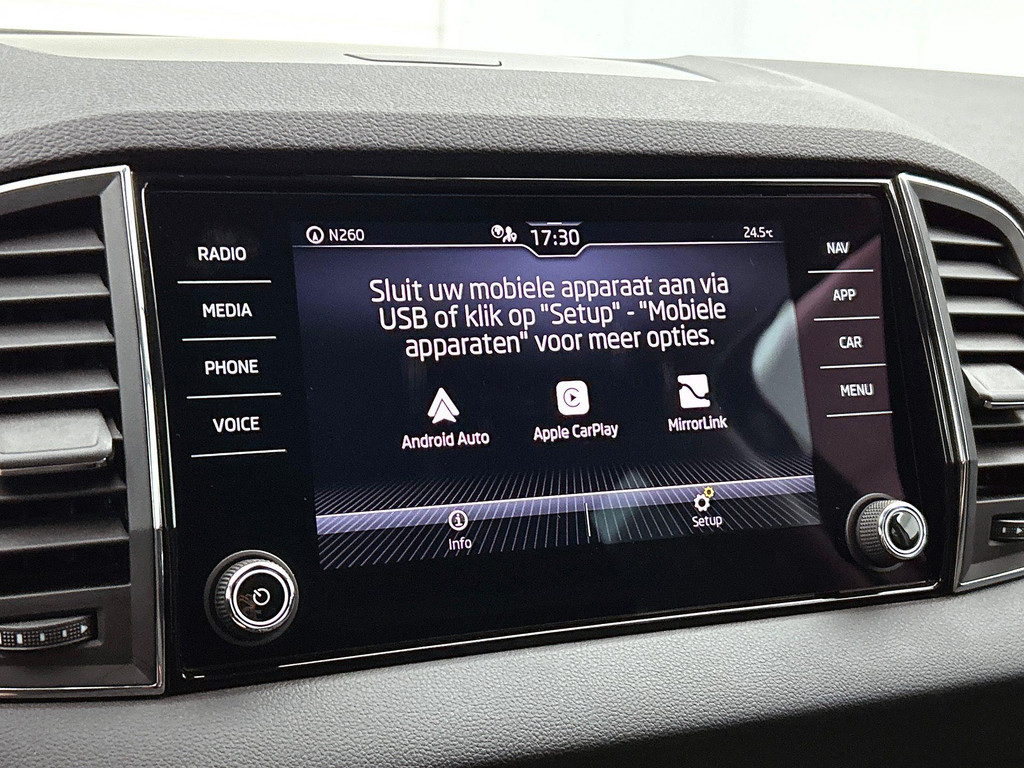 N260
17:30
24.5°C
RADIO
MEDIA
PHONE
VOICE
Sluit uw mobiele apparaat aan via
USB of klik op "Setup" - "Mobiele
apparaten" voor meer opties.
Android Auto
Apple CarPlay
MirrorLink
Info
Setup
NAV
APP
CAR
MENU